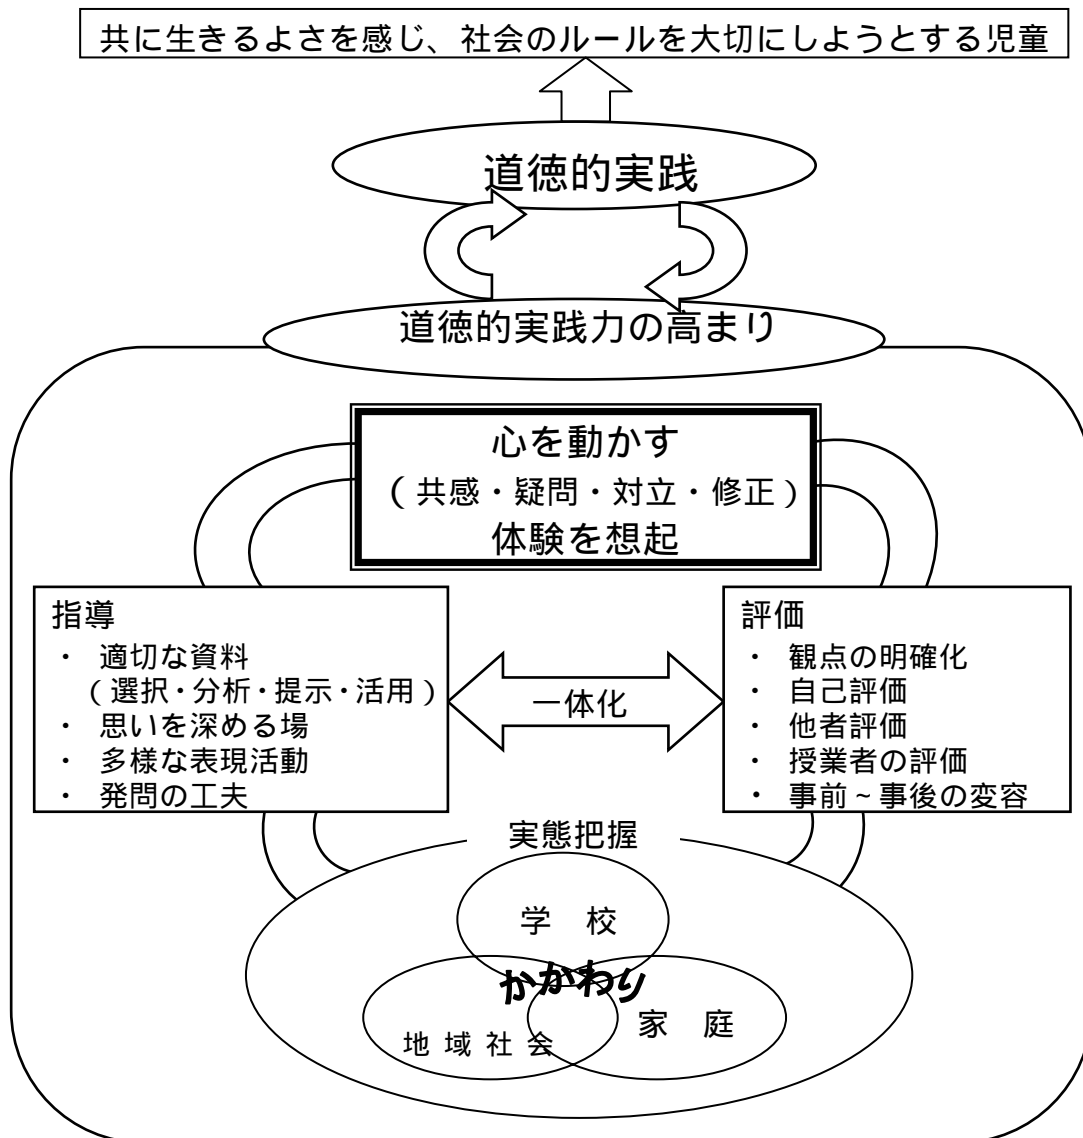 共に生きるよさを感じ、社会のルールを大切にしようとする児童
道徳的実践
道徳的実践力の高まり
心を動かす
（共感・疑問・対立・修正）
体験を想起
指導
・ 適切な資料
（選択・分析・提示・活用）
・ 思いを深める場
・ 多様な表現活動
・ 発問の工夫
一体化
評価
・ 観点の明確化
・ 自己評価
・ 他者評価
・ 授業者の評価
・ 事前～事後の変容
実態把握
学　校
かかわり
地域社会
家　庭